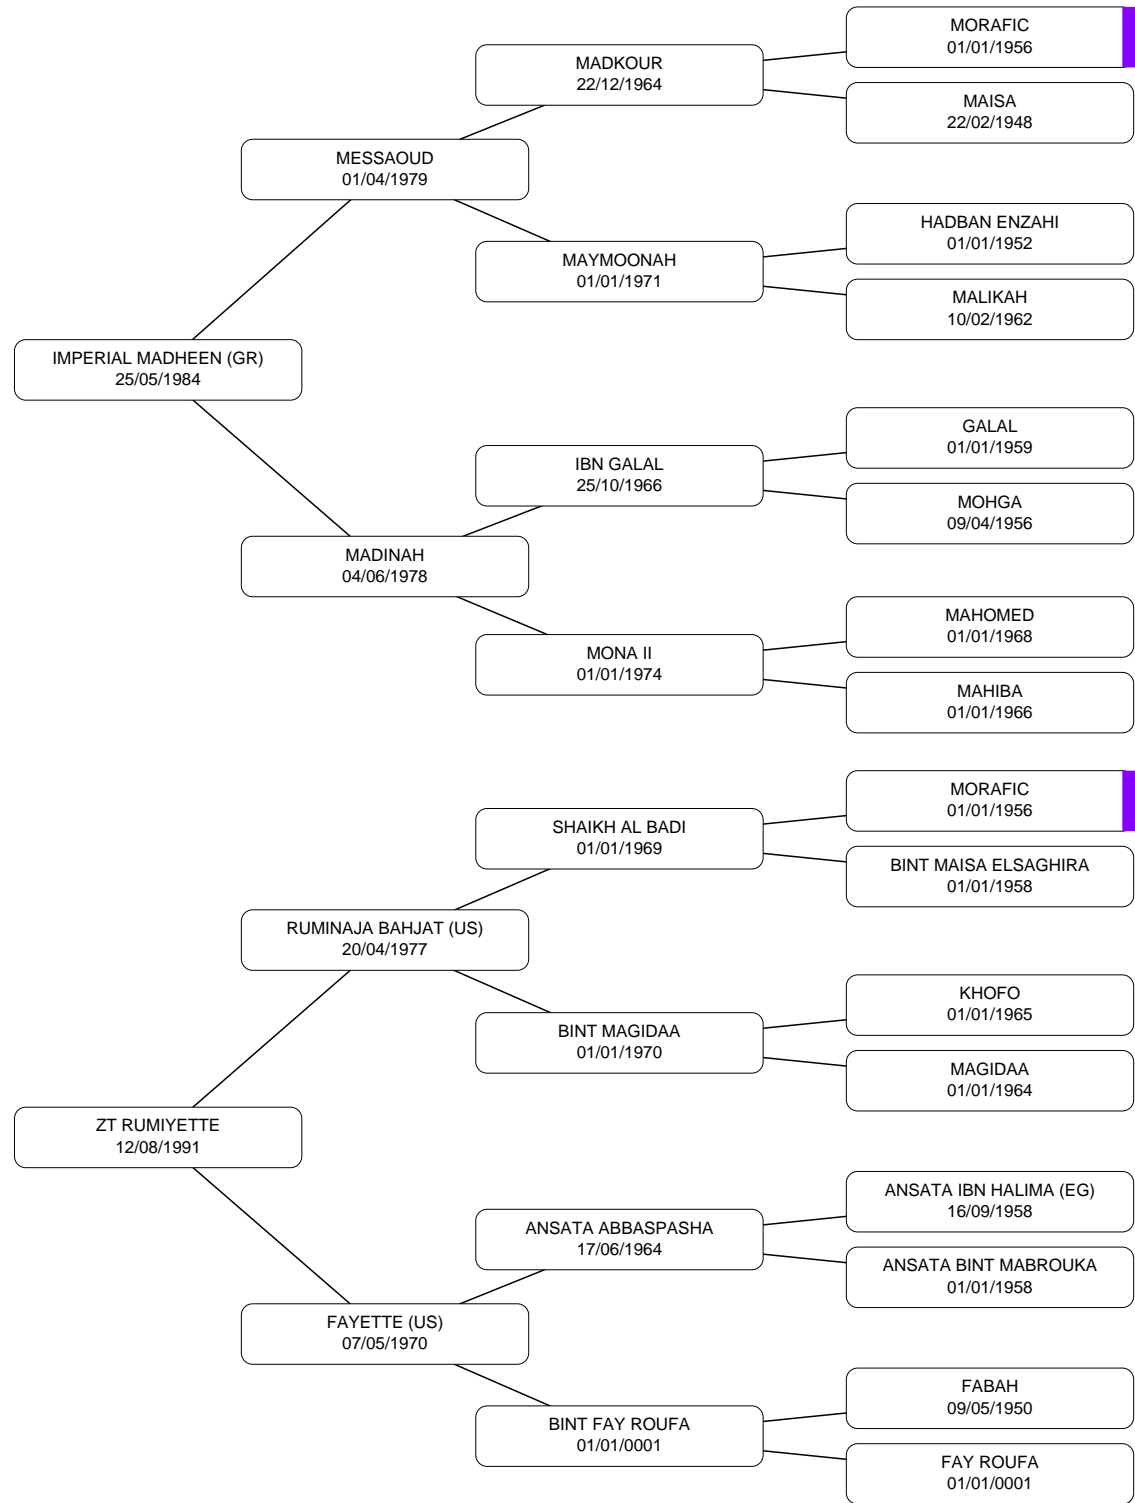 MORAFIC
01/01/1956
MADKOUR
22/12/1964
MAISA
22/02/1948
MESSAOUD
01/04/1979
HADBAN ENZAHI
01/01/1952
MAYMOONAH
01/01/1971
MALIKAH
10/02/1962
IMPERIAL MADHEEN (GR)
25/05/1984
GALAL
01/01/1959
IBN GALAL
25/10/1966
MOHGA
09/04/1956
MADINAH
04/06/1978
MAHOMED
01/01/1968
MONA II
01/01/1974
MAHIBA
01/01/1966
MORAFIC
01/01/1956
SHAIKH AL BADI
01/01/1969
BINT MAISA ELSAGHIRA
01/01/1958
RUMINAJA BAHJAT (US)
20/04/1977
KHOFO
01/01/1965
BINT MAGIDAA
01/01/1970
MAGIDAA
01/01/1964
ZT RUMIYETTE
12/08/1991
ANSATA IBN HALIMA (EG)
16/09/1958
ANSATA ABBASPASHA
17/06/1964
ANSATA BINT MABROUKA
01/01/1958
FAYETTE (US)
07/05/1970
FABAH
09/05/1950
BINT FAY ROUFA
01/01/0001
FAY ROUFA
01/01/0001